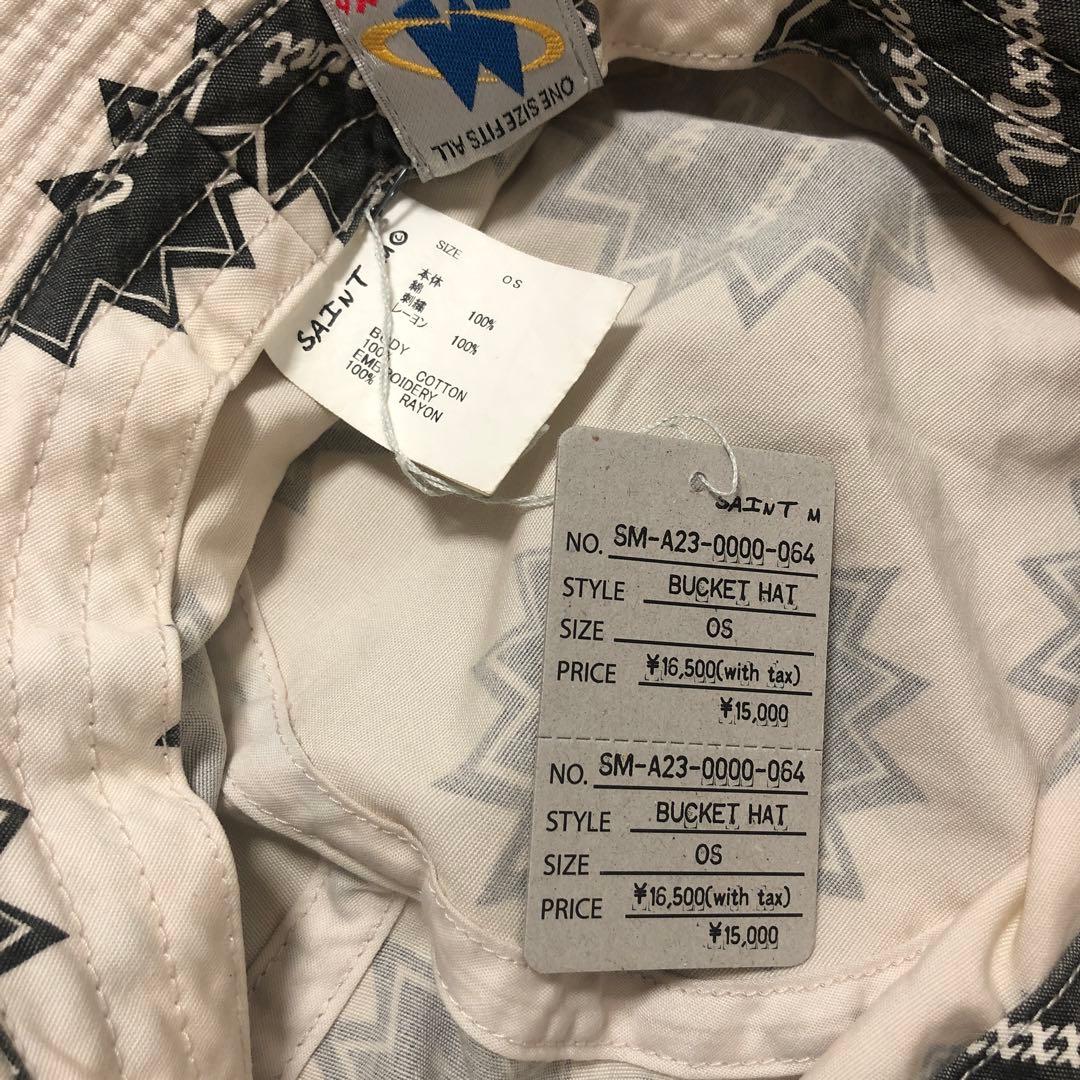 ONE SIZE FITS ALL
Saint
Mxxx
SAINT M
SIZE OS
本体
綿 100%
刺繍
レーヨン 100%
BODY
100% COTTON
EMBROIDERY
100% RAYON
SAINT M
NO. SM-A23-0000-064
STYLE BUCKET HAT
SIZE OS
PRICE ¥16,500(with tax)
¥15,000
NO. SM-A23-0000-064
STYLE BUCKET HAT
SIZE OS
PRICE ¥16,500(with tax)
¥15,000